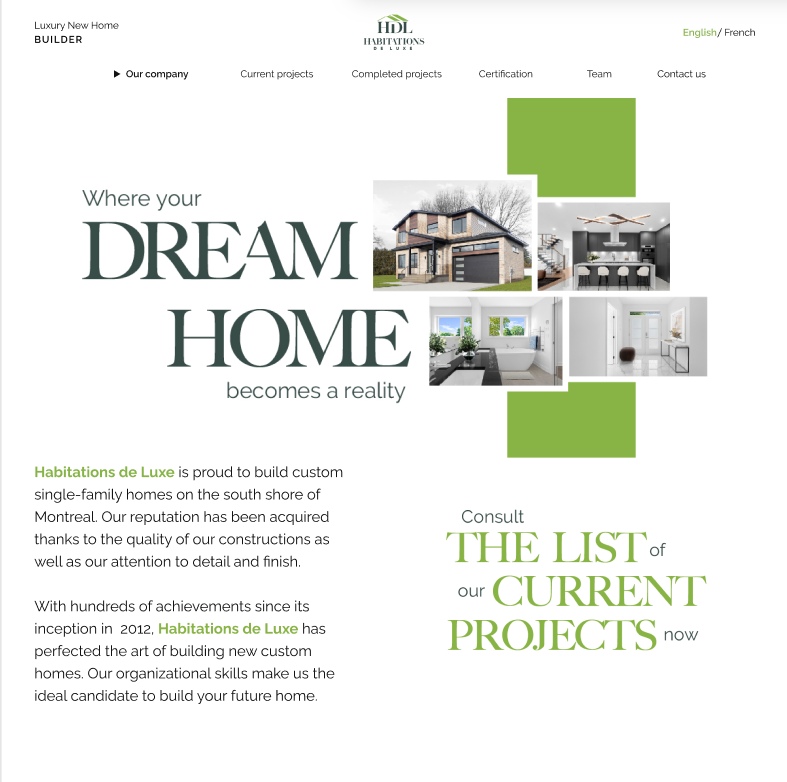 Luxury New Home
BUILDER
HDL
HABITATIONS
DE LUXE
English/ French
Our company
Current projects
Completed projects
Certification
Team
Contact us
Where your
DREAM
HOME
becomes a reality
Habitations de Luxe is proud to build custom
single-family homes on the south shore of
Montreal. Our reputation has been acquired
thanks to the quality of our constructions as
well as our attention to detail and finish.
With hundreds of achievements since its
inception in 2012, Habitations de Luxe has
perfected the art of building new custom
homes. Our organizational skills make us the
ideal candidate to build your future home.
Consult
THE LIST of
our CURRENT
PROJECTS now